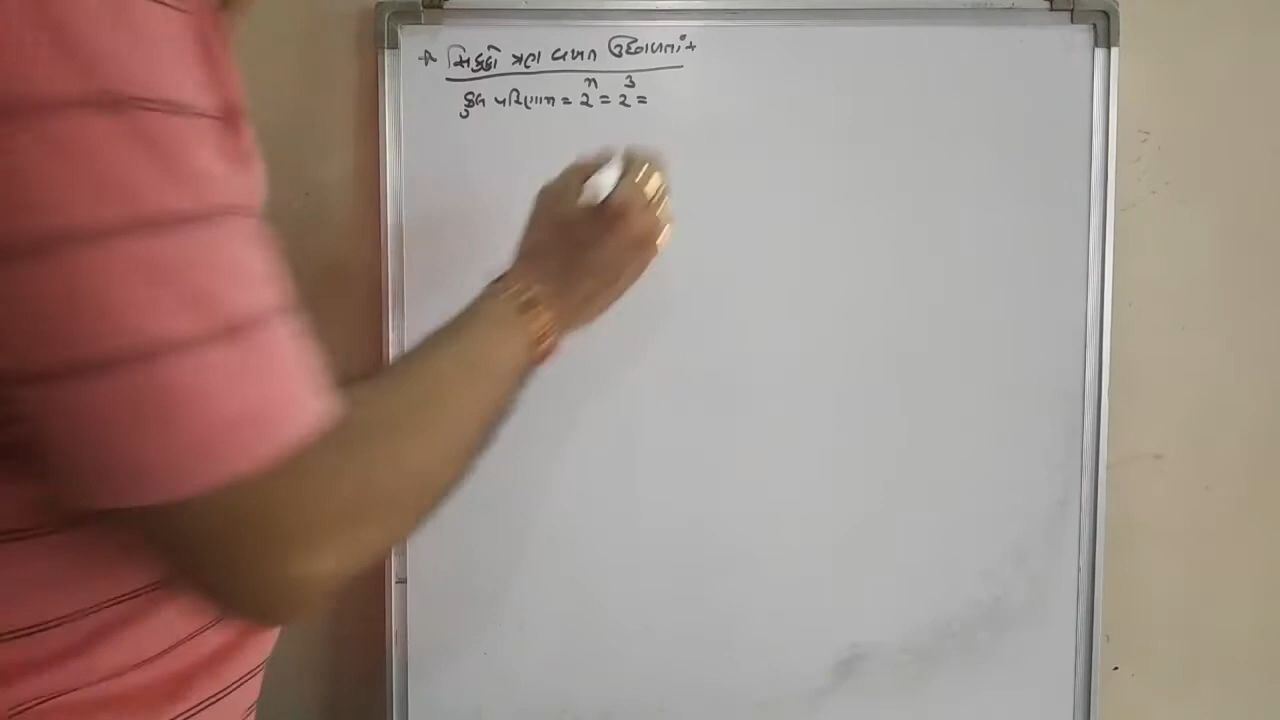 * સિક્કો ત્રણ વખત ઉછાળતાં :-
કુલ પરિણામ = 2ⁿ = 2³ =